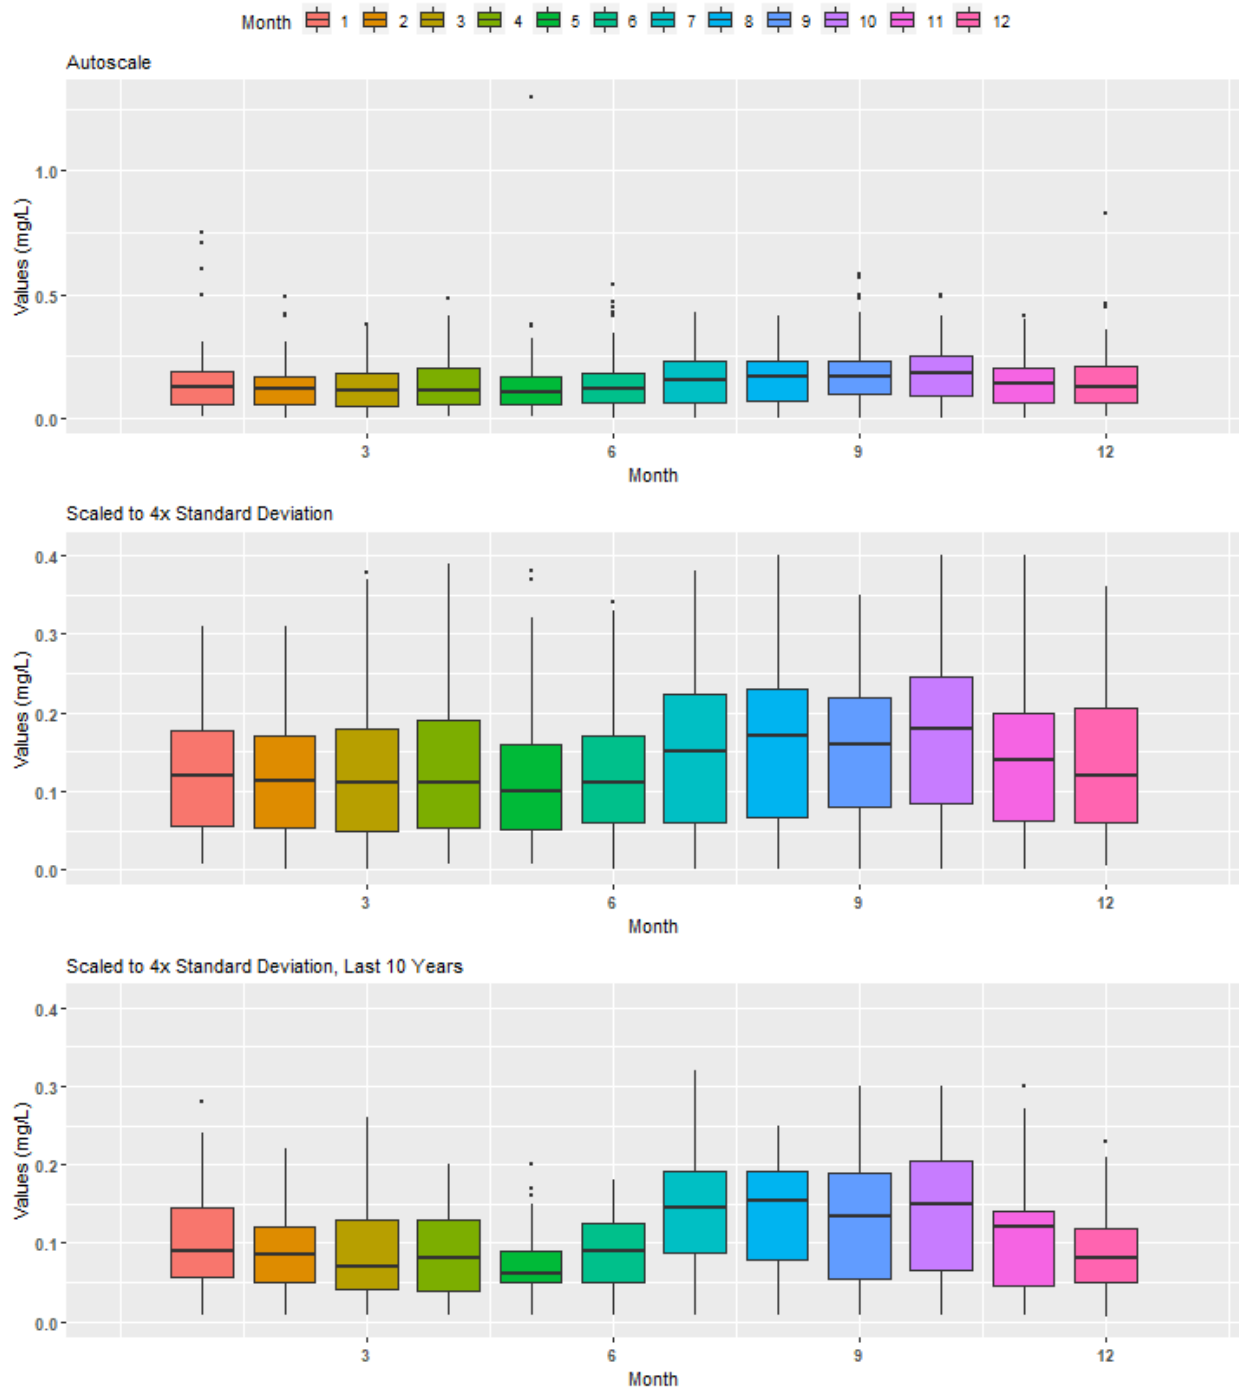 Month 1 2 3 4 5 6 7 8 9 10 11 12
Autoscale
Values (mg/L)
1.0
0.5
0.0
3 6 9 12
Month
Scaled to 4x Standard Deviation
Values (mg/L)
0.4
0.3
0.2
0.1
0.0
3 6 9 12
Month
Scaled to 4x Standard Deviation, Last 10 Years
Values (mg/L)
0.4
0.3
0.2
0.1
0.0
3 6 9 12
Month